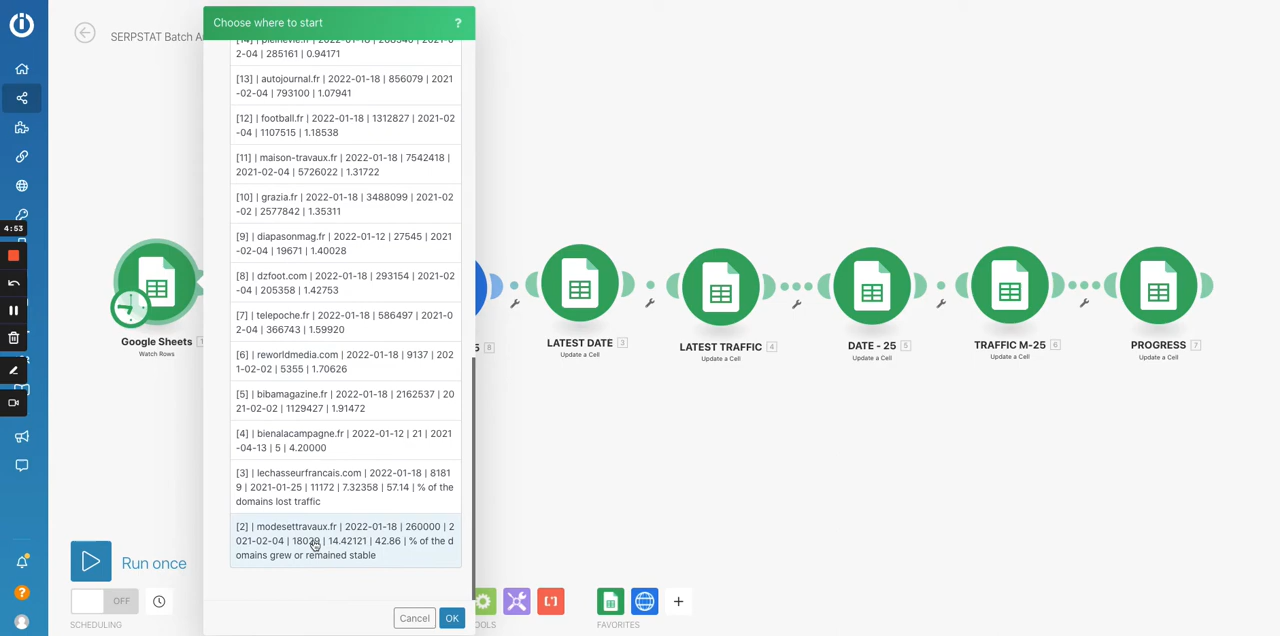 Choose where to start
?
SERPSTAT Batch A
2-04 | 285161 | 0.94171
[13] | autojournal.fr | 2022-01-18 | 856079 | 2021
-02-04 | 793100 | 1.07941
[12] | football.fr | 2022-01-18 | 1312827 | 2021-
02-04 | 1107515 | 1.18538
[11] | maison-travaux.fr | 2022-01-18 | 7542418 |
2021-02-04 | 5726022 | 1.31722
[10] | grazia.fr | 2022-01-18 | 3488099 | 2021-02
-02 | 2577842 | 1.35311
[9] | diapasonmag.fr | 2022-01-12 | 27545 | 2021
-02-04 | 19671 | 1.40028
[8] | dzfoot.com | 2022-01-18 | 293154 | 2021-02
-04 | 205358 | 1.42753
[7] | telepoche.fr | 2022-01-18 | 586497 | 2021-0
2-04 | 366743 | 1.59920
[6] | reworldmedia.com | 2022-01-18 | 9137 | 202
1-02-02 | 5355 | 1.70626
[5] | bibamagazine.fr | 2022-01-18 | 2162537 | 20
21-02-02 | 1129427 | 1.91472
[4] | bienalacampagne.fr | 2022-01-12 | 21 | 2021
-04-13 | 5 | 4.20000
[3] | lechasseurfrancais.com | 2022-01-18 | 8181
9 | 2021-01-25 | 11172 | 7.32358 | 57.14 | % of the
domains lost traffic
[2] | modesettravaux.fr | 2022-01-18 | 260000 | 2
021-02-04 | 18029 | 14.42121 | 42.86 | % of the d
omains grew or remained stable
Cancel
OK
4:53
Google Sheets 1
Watch Rows
5 8
LATEST DATE 3
Update a Cell
LATEST TRAFFIC 4
Update a Cell
DATE - 25 5
Update a Cell
TRAFFIC M-25 6
Update a Cell
PROGRESS 7
Update a Cell
Run once
OFF
SCHEDULING
OOLS
FAVORITES
?